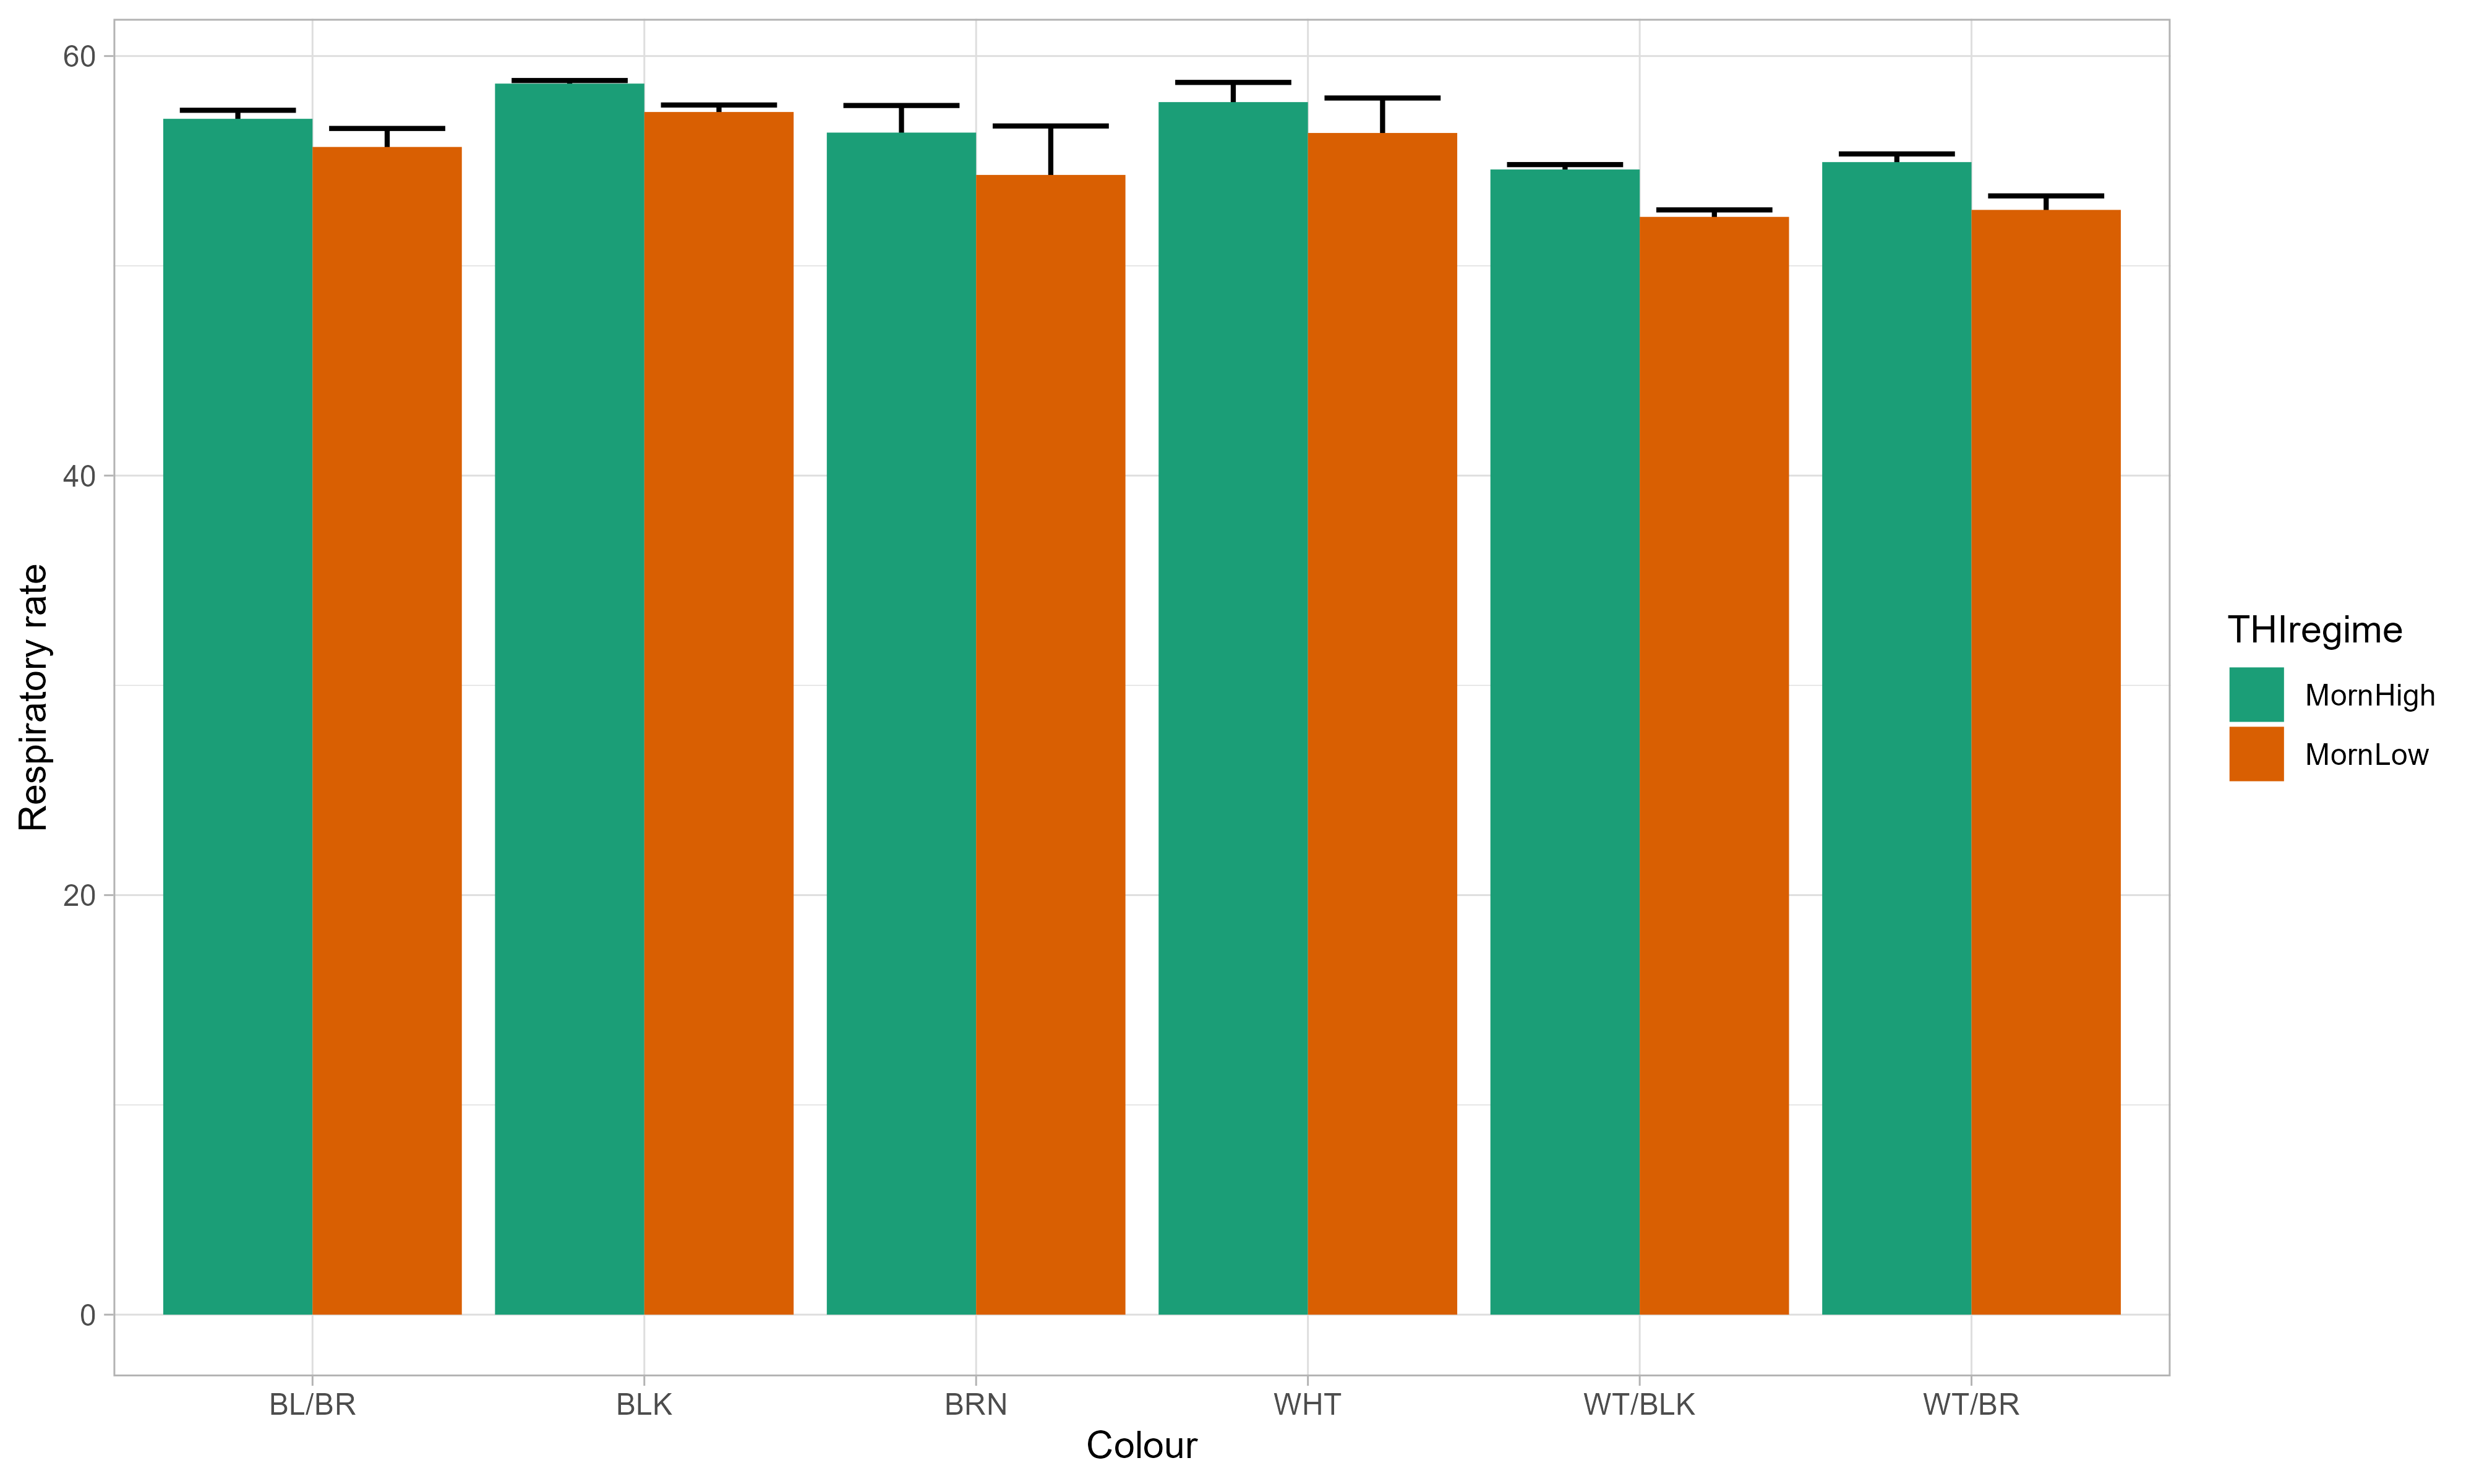 60
40
20
0
Respiratory rate
BL/BR
BLK
BRN
WHT
WT/BLK
WT/BR
Colour
THIregime
MornHigh
MornLow